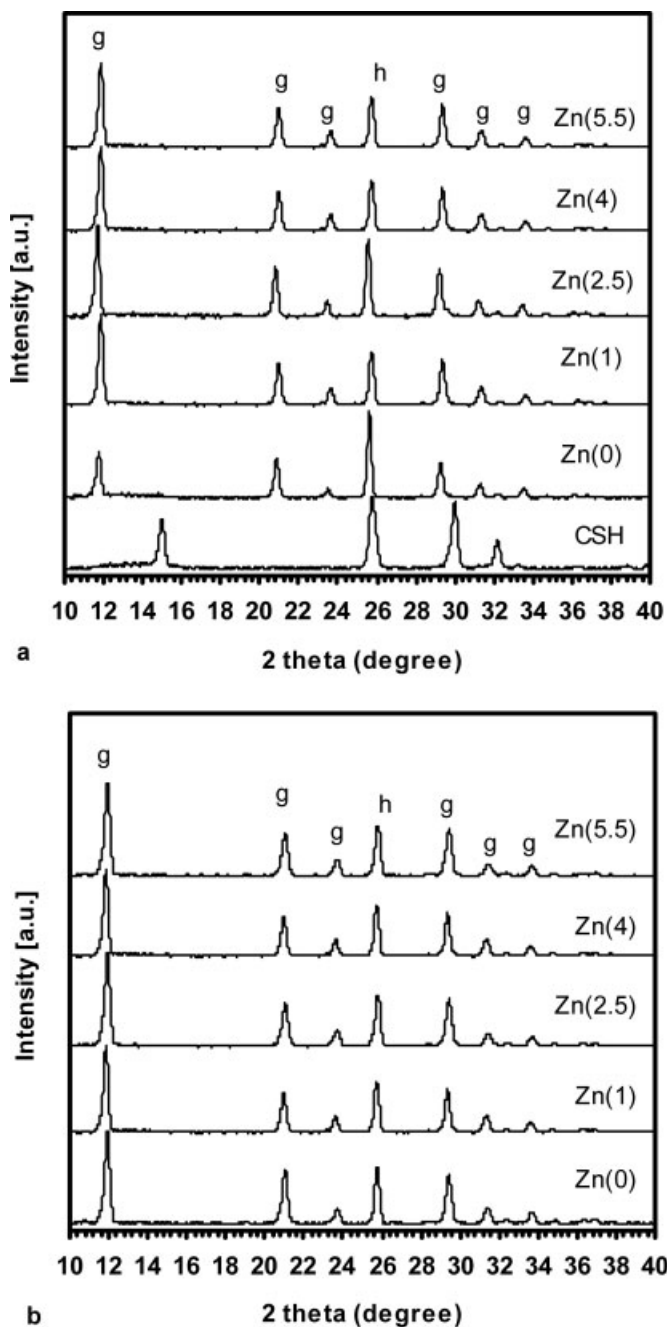 g
g
g
h
g
g
g
Zn(5.5)
Zn(4)
Zn(2.5)
Zn(1)
Zn(0)
CSH
Intensity [a.u.]
10 12 14 16 18 20 22 24 26 28 30 32 34 36 38 40
2 theta (degree)
a
g
g
g
h
g
g
g
Zn(5.5)
Zn(4)
Zn(2.5)
Zn(1)
Zn(0)
Intensity [a.u.]
10 12 14 16 18 20 22 24 26 28 30 32 34 36 38 40
2 theta (degree)
b